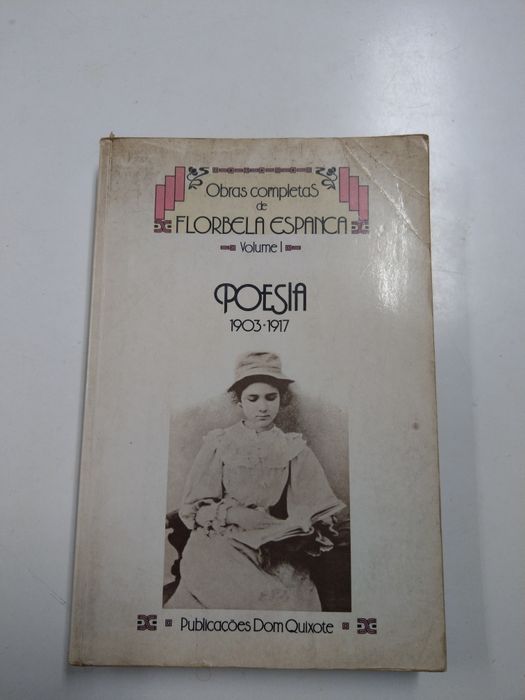 Obras completas
de
FLORBELA ESPANCA
Volume I
POESIA
1903-1917
Publicações Dom Quixote